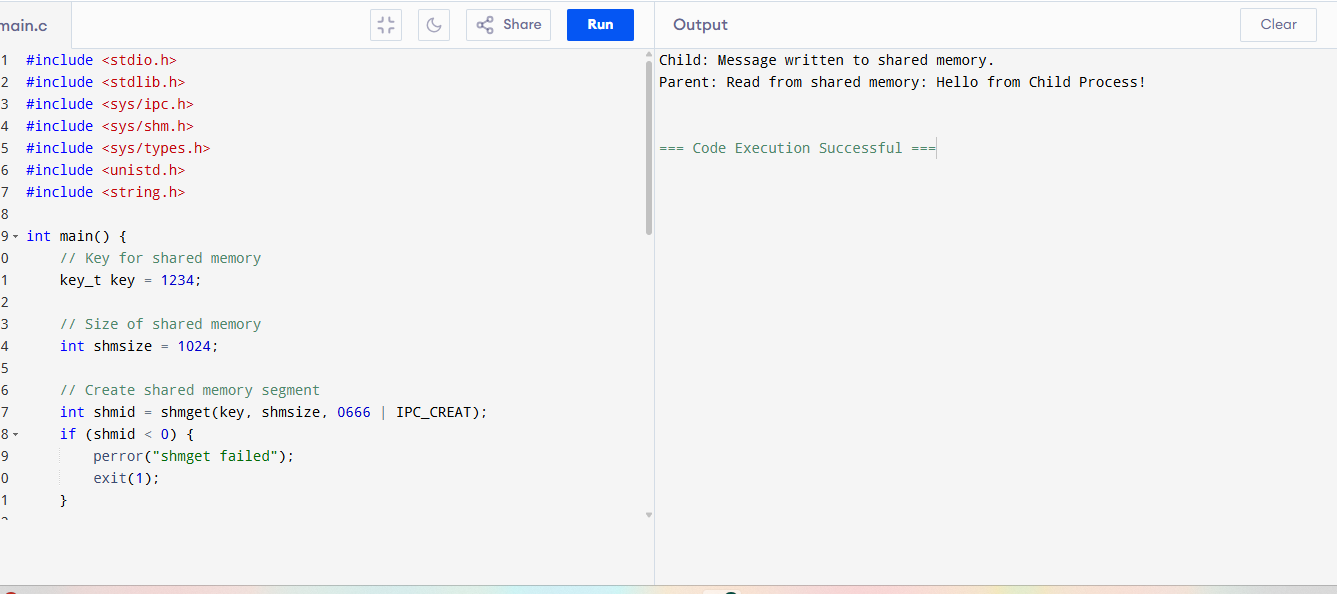 main.c
Share
Run
Output
Clear
1 #include <stdio.h>
2 #include <stdlib.h>
3 #include <sys/ipc.h>
4 #include <sys/shm.h>
5 #include <sys/types.h>
6 #include <unistd.h>
7 #include <string.h>
8
9 int main() {
0 // Key for shared memory
1 key_t key = 1234;
2
3 // Size of shared memory
4 int shmsize = 1024;
5
6 // Create shared memory segment
7 int shmid = shmget(key, shmsize, 0666 | IPC_CREAT);
8 if (shmid < 0) {
9 perror("shmget failed");
0 exit(1);
1 }
Child: Message written to shared memory.
Parent: Read from shared memory: Hello from Child Process!
=== Code Execution Successful ===